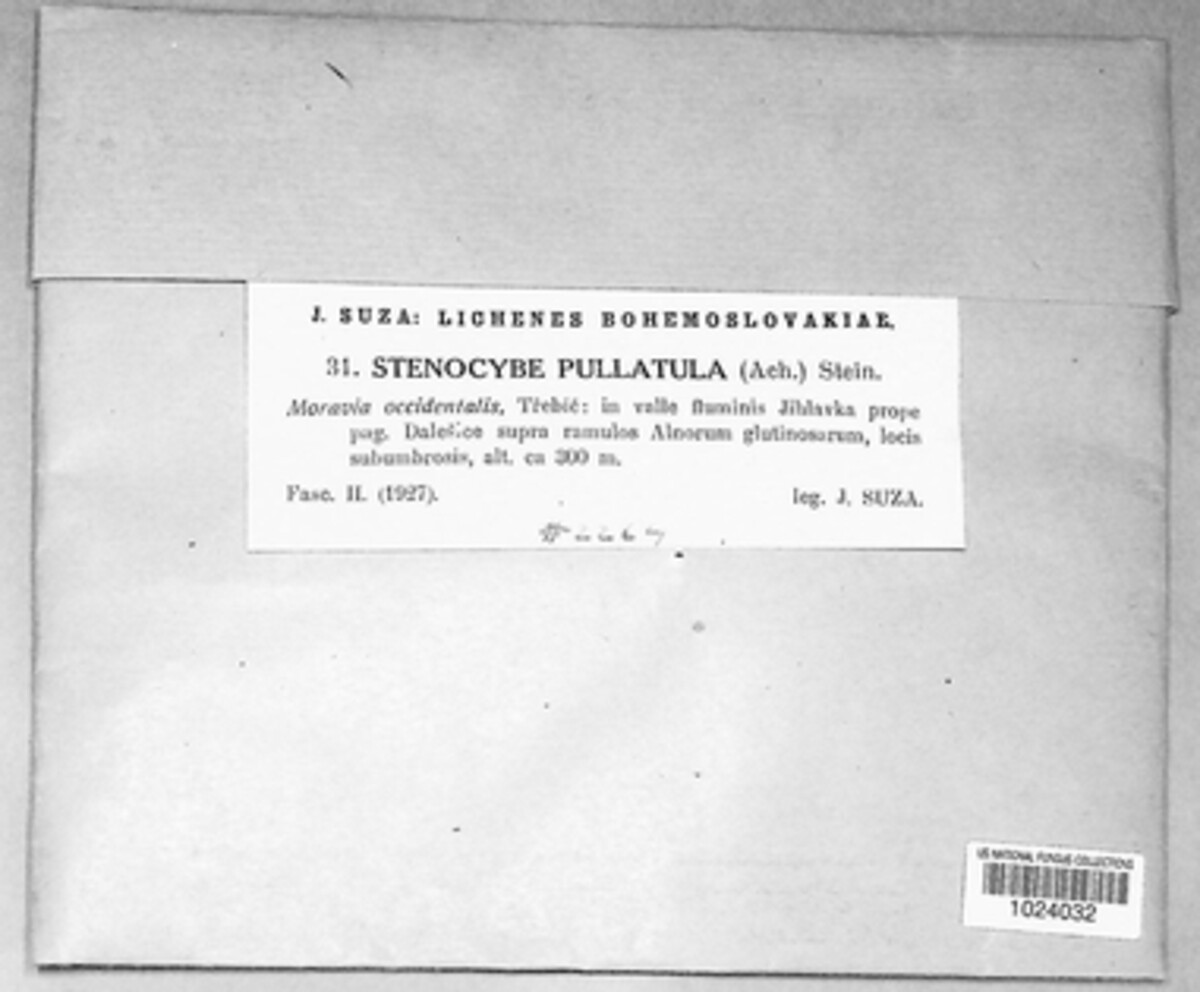 J. SUZA: LICHENES BOHEMOSLOVAKIAE.
31. STENOCYBE PULLATULA (Ach.) Stein.
Moravia occidentalis, Třebíč: in valle fluminis Jihlavka prope
pag. Dalešice supra ramulos Alnorum glutinosarum, locis
subumbrosis, alt. ca 300 m.
Fasc. II. (1927). leg. J. SUZA.
US NATIONAL FUNGUS COLLECTIONS
1024032